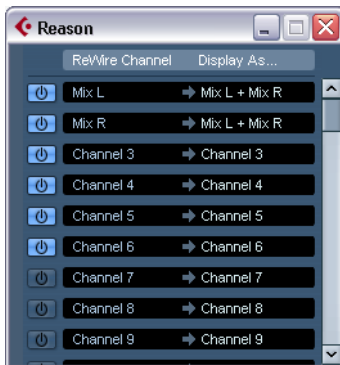 Reason
ReWire Channel Display As...
Mix L Mix L + Mix R
Mix R Mix L + Mix R
Channel 3 Channel 3
Channel 4 Channel 4
Channel 5 Channel 5
Channel 6 Channel 6
Channel 7 Channel 7
Channel 8 Channel 8
Channel 9 Channel 9